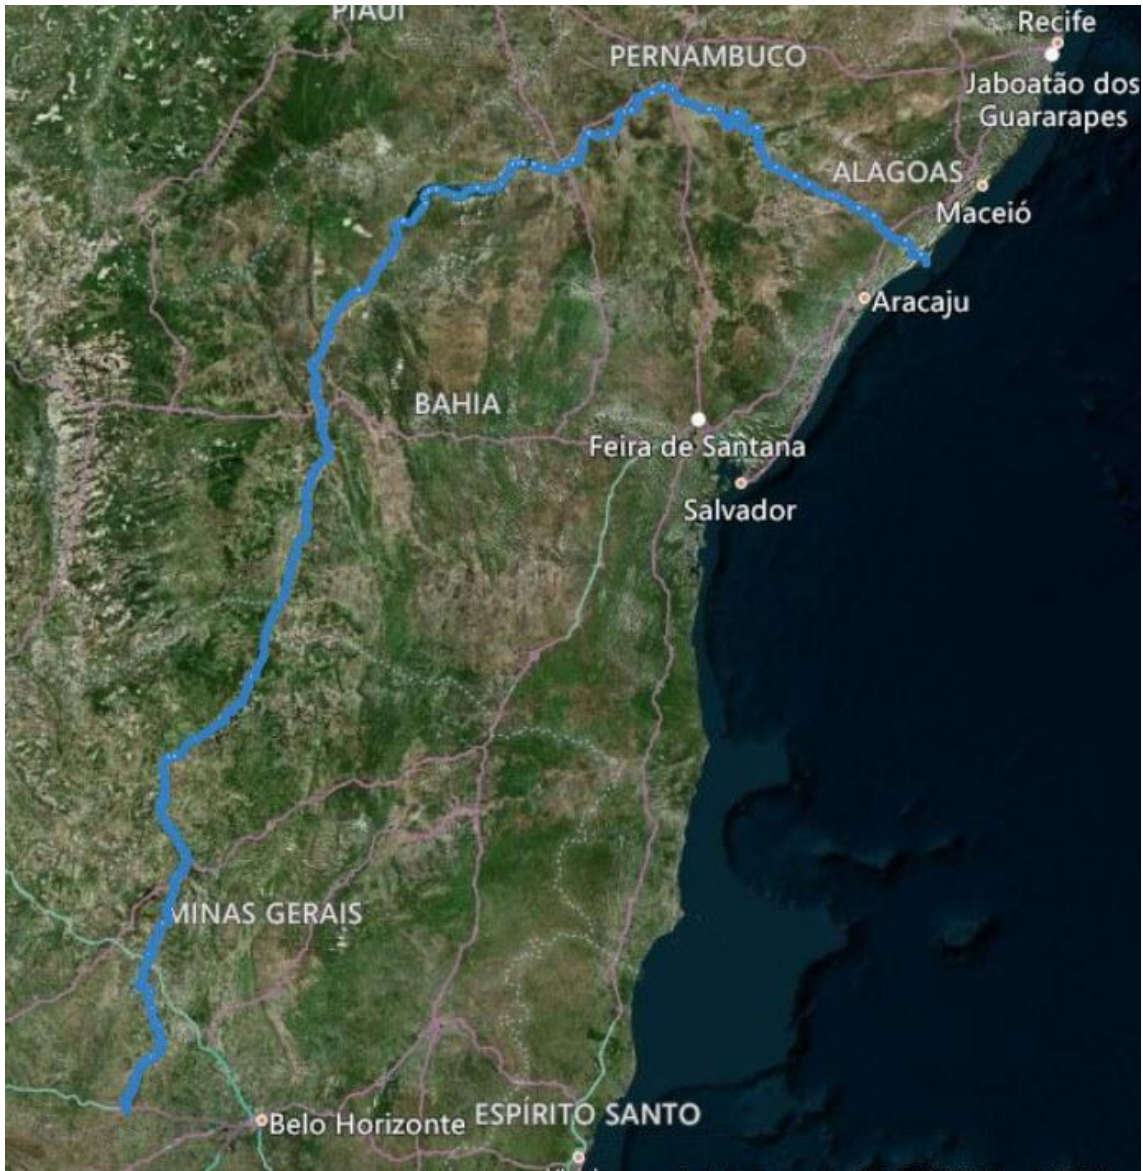 PIAUÍ
Recife
PERNAMBUCO
Jaboatão dos
Guararapes
ALAGOAS
Maceió
Aracaju
BAHIA
Feira de Santana
Salvador
MINAS GERAIS
Belo Horizonte
ESPÍRITO SANTO